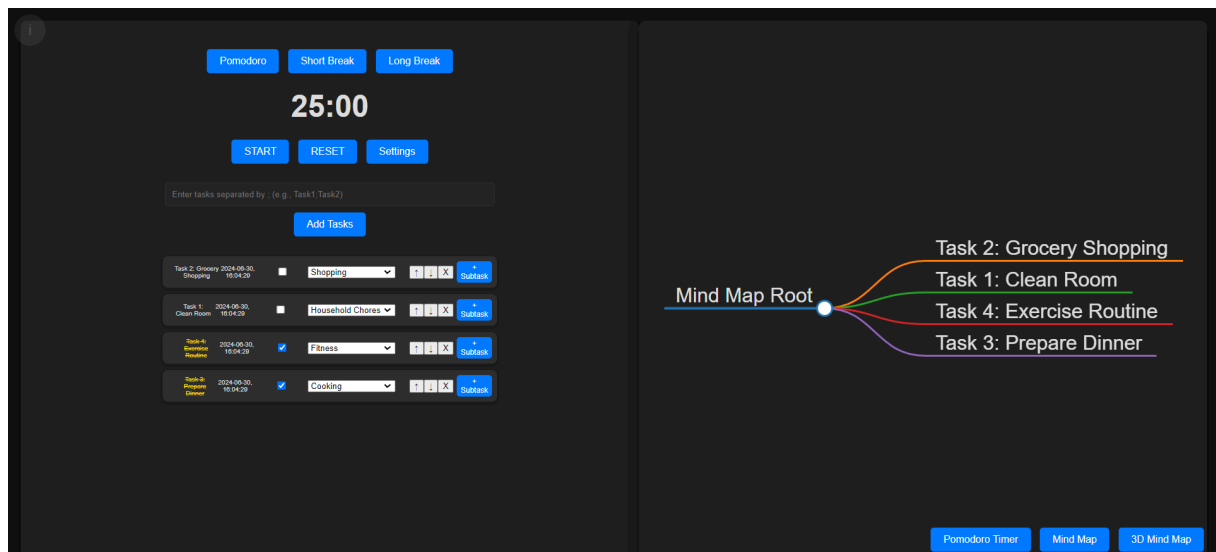 i
Pomodoro Short Break Long Break
25:00
START RESET Settings
Enter tasks separated by ; (e.g., Task1;Task2)
Add Tasks
Task 2: Grocery Shopping 2024-06-30, 16:04:29 Shopping ↑ ↓ X + Subtask
Task 1: Clean Room 2024-06-30, 16:04:29 Household Chores ↑ ↓ X + Subtask
Task 4: Exercise Routine 2024-06-30, 16:04:29 Fitness ↑ ↓ X + Subtask
Task 3: Prepare Dinner 2024-06-30, 16:04:29 Cooking ↑ ↓ X + Subtask
Mind Map Root
Task 2: Grocery Shopping
Task 1: Clean Room
Task 4: Exercise Routine
Task 3: Prepare Dinner
Pomodoro Timer Mind Map 3D Mind Map